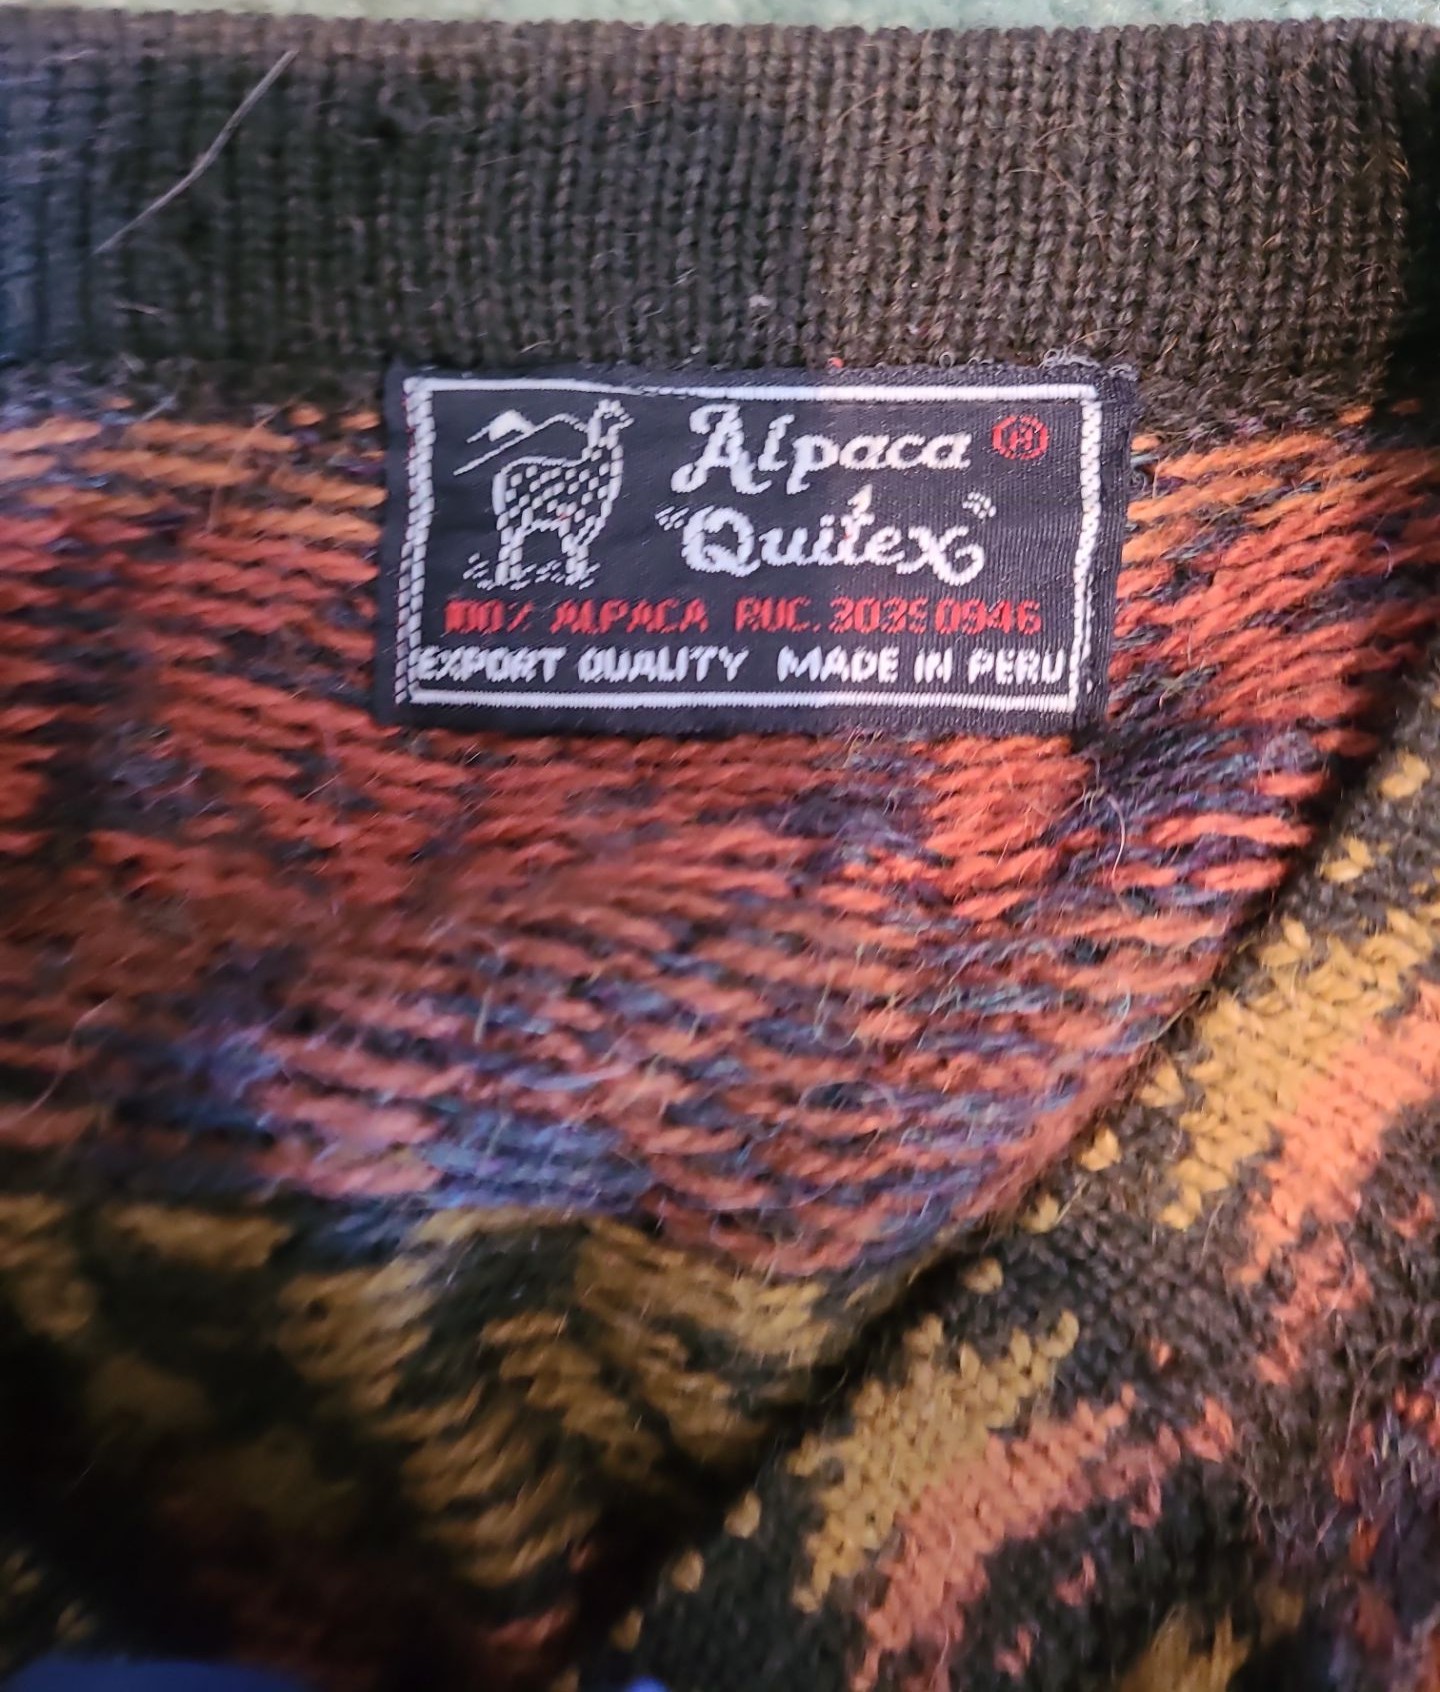 Alpaca ®
"Quitex"
100% ALPACA RUC. 30350946
EXPORT QUALITY MADE IN PERU